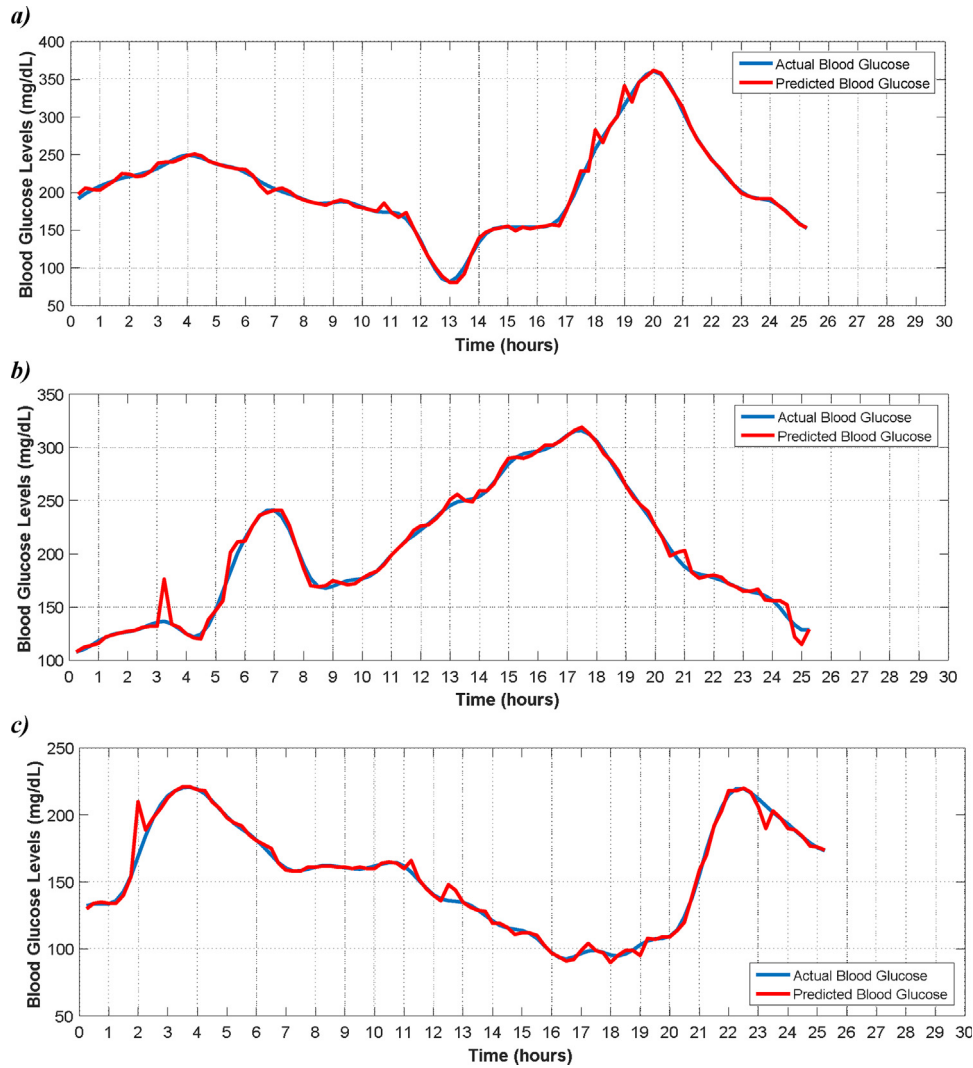 a)
400
350
300
250
200
150
100
50
Blood Glucose Levels (mg/dL)
Actual Blood Glucose
Predicted Blood Glucose
0 1 2 3 4 5 6 7 8 9 10 11 12 13 14 15 16 17 18 19 20 21 22 23 24 25 26 27 28 29 30
Time (hours)
b)
350
300
250
200
150
100
Blood Glucose Levels (mg/dL)
Actual Blood Glucose
Predicted Blood Glucose
0 1 2 3 4 5 6 7 8 9 10 11 12 13 14 15 16 17 18 19 20 21 22 23 24 25 26 27 28 29 30
Time (hours)
c)
250
200
150
100
50
Blood Glucose Levels (mg/dL)
Actual Blood Glucose
Predicted Blood Glucose
0 1 2 3 4 5 6 7 8 9 10 11 12 13 14 15 16 17 18 19 20 21 22 23 24 25 26 27 28 29 30
Time (hours)